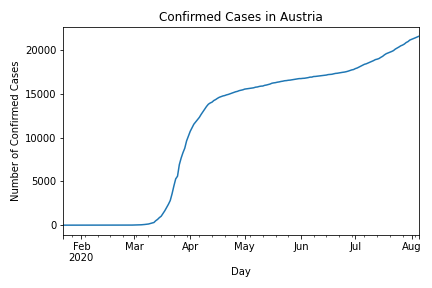 Confirmed Cases in Austria
Number of Confirmed Cases
20000
15000
10000
5000
0
Feb Mar Apr May Jun Jul Aug
2020
Day